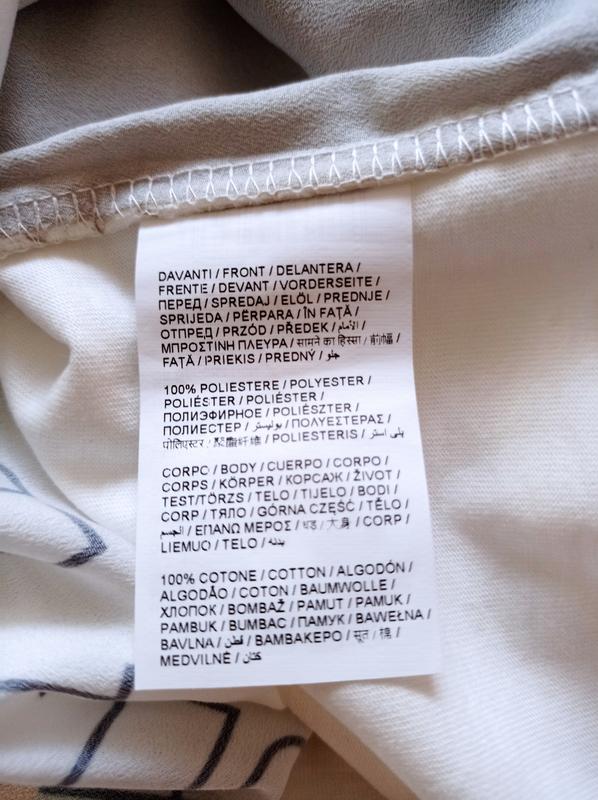 DAVANTI / FRONT / DELANTERA /
FRENTE / DEVANT / VORDERSEITE /
ПЕРЕД / SPREDAJ / ELÖL / PREDNJE /
SPRIJEDA / PËRPARA / ÎN FAȚĂ /
ОТПРЕД / PRZÓD / PŘEDEK / الأمام /
ΜΠΡΟΣΤΙΝΗ ΠΛΕΥΡΑ / सामने का हिस्सा / 前幅 /
FAȚĂ / PRIEKIS / PREDNÝ / جلو
100% POLIESTERE / POLYESTER /
POLIÉSTER / POLIÉSTER /
ПОЛИЭФИРНОЕ / POLIÉSZTER /
ПОЛИЕСТЕР / بوليستر / ΠΟΛΥΕΣΤΕΡΑΣ /
पोलिएस्टर / 聚酯纖維 / POLIESTERIS / پلی استر
CORPO / BODY / CUERPO / CORPO /
CORPS / KÖRPER / КОРСАЖ / ŽIVOT /
TEST/TÖRZS / TELO / TIJELO / BODI /
CORP / ТЯЛО / GÓRNA CZĘŚĆ / TĚLO /
الجسم / ΕΠΑΝΩ ΜΕΡΟΣ / धड़ / 大身 / CORP /
LIEMUO / TELO / بدنه
100% COTONE / COTTON / ALGODÓN /
ALGODÃO / COTON / BAUMWOLLE /
ХЛОПОК / BOMBAŽ / PAMUT / PAMUK /
PAMBUK / BUMBAC / ПАМУК / BAWEŁNA /
BAVLNA / قطن / ΒΑΜΒΑΚΕΡΟ / सूत / 棉 /
MEDVILNĖ / كتان